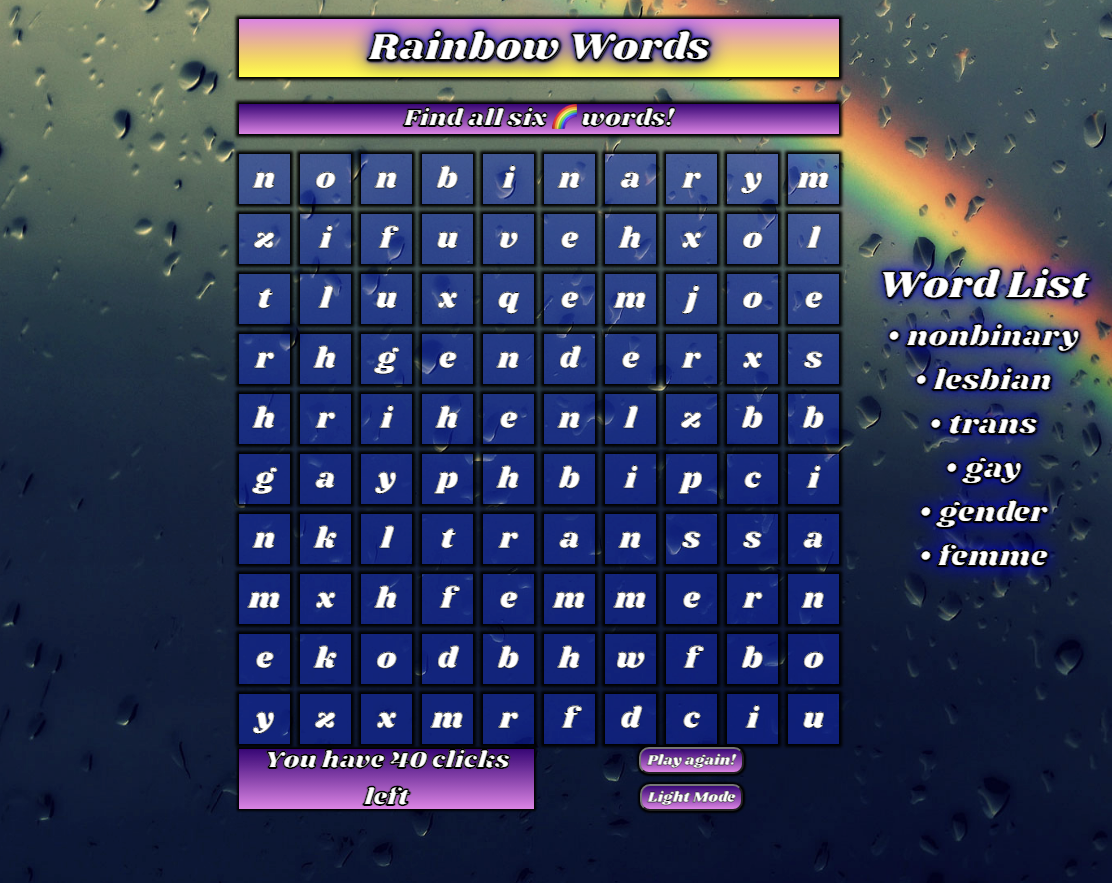 Rainbow Words
Find all six 🌈 words!
n o n b i n a r y m
z i f u v e h x o l
t l u x q e m j o e
r h g e n d e r x s
h r i h e n l z b b
g a y p h b i p c i
n k l t r a n s s a
m x h f e m m e r n
e k o d b h w f b o
y z x m r f d c i u
Word List
• nonbinary
• lesbian
• trans
• gay
• gender
• femme
You have 40 clicks
left
Play again!
Light Mode